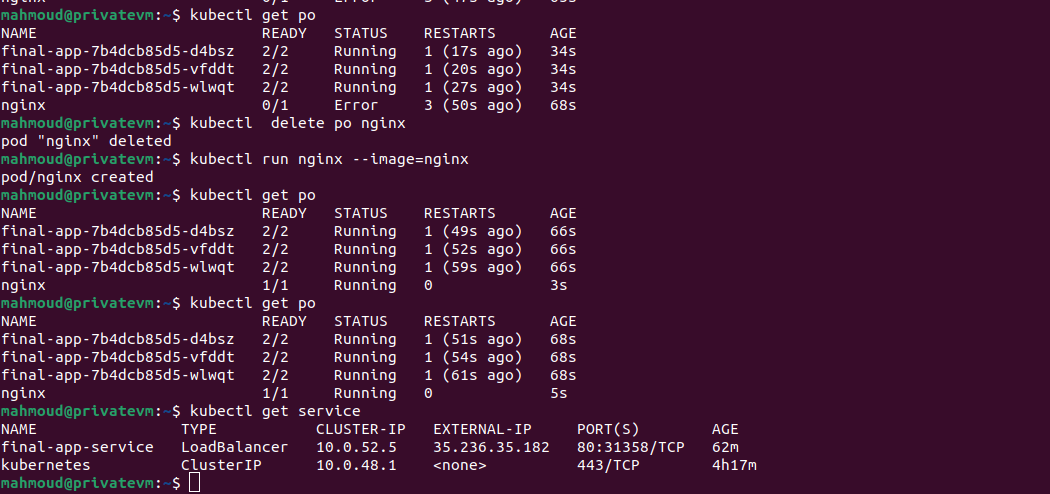 nginx 0/1 Error 3 (47s ago) 65s
mahmoud@privatevm:~$ kubectl get po
NAME READY STATUS RESTARTS AGE
final-app-7b4dcb85d5-d4bsz 2/2 Running 1 (17s ago) 34s
final-app-7b4dcb85d5-vfddt 2/2 Running 1 (20s ago) 34s
final-app-7b4dcb85d5-wlwqt 2/2 Running 1 (27s ago) 34s
nginx 0/1 Error 3 (50s ago) 68s
mahmoud@privatevm:~$ kubectl  delete po nginx
pod "nginx" deleted
mahmoud@privatevm:~$ kubectl run nginx --image=nginx
pod/nginx created
mahmoud@privatevm:~$ kubectl get po
NAME READY STATUS RESTARTS AGE
final-app-7b4dcb85d5-d4bsz 2/2 Running 1 (49s ago) 66s
final-app-7b4dcb85d5-vfddt 2/2 Running 1 (52s ago) 66s
final-app-7b4dcb85d5-wlwqt 2/2 Running 1 (59s ago) 66s
nginx 1/1 Running 0 3s
mahmoud@privatevm:~$ kubectl get po
NAME READY STATUS RESTARTS AGE
final-app-7b4dcb85d5-d4bsz 2/2 Running 1 (51s ago) 68s
final-app-7b4dcb85d5-vfddt 2/2 Running 1 (54s ago) 68s
final-app-7b4dcb85d5-wlwqt 2/2 Running 1 (61s ago) 68s
nginx 1/1 Running 0 5s
mahmoud@privatevm:~$ kubectl get service
NAME TYPE CLUSTER-IP EXTERNAL-IP PORT(S) AGE
final-app-service LoadBalancer 10.0.52.5 35.236.35.182 80:31358/TCP 62m
kubernetes ClusterIP 10.0.48.1 <none> 443/TCP 4h17m
mahmoud@privatevm:~$